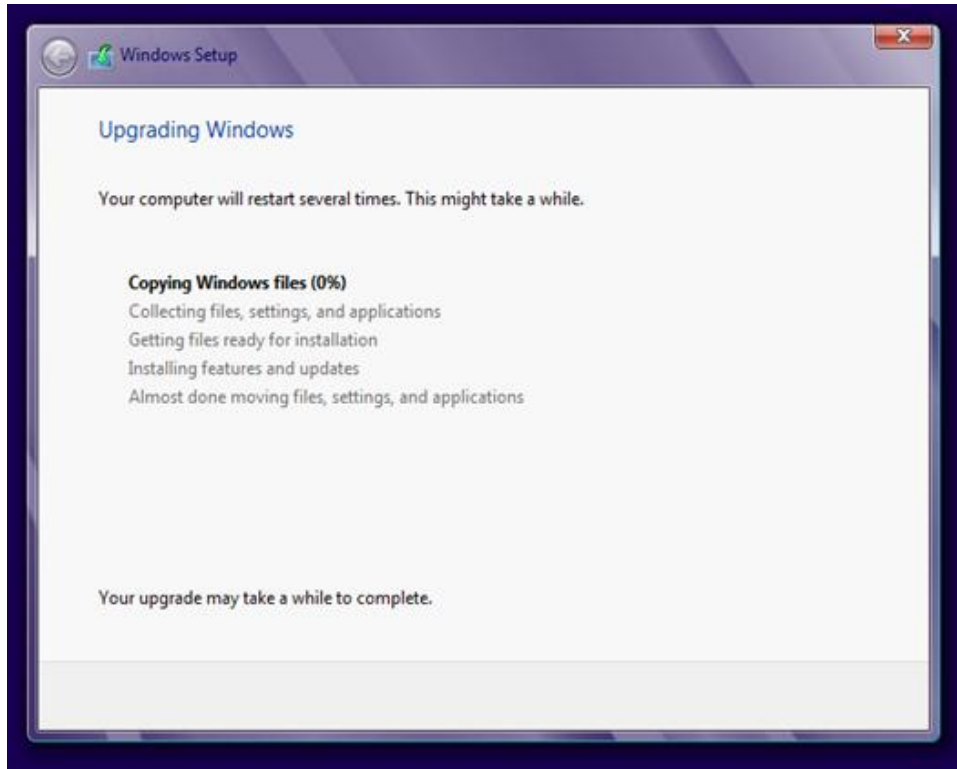 Windows Setup
Upgrading Windows
Your computer will restart several times. This might take a while.
Copying Windows files (0%)
Collecting files, settings, and applications
Getting files ready for installation
Installing features and updates
Almost done moving files, settings, and applications
Your upgrade may take a while to complete.